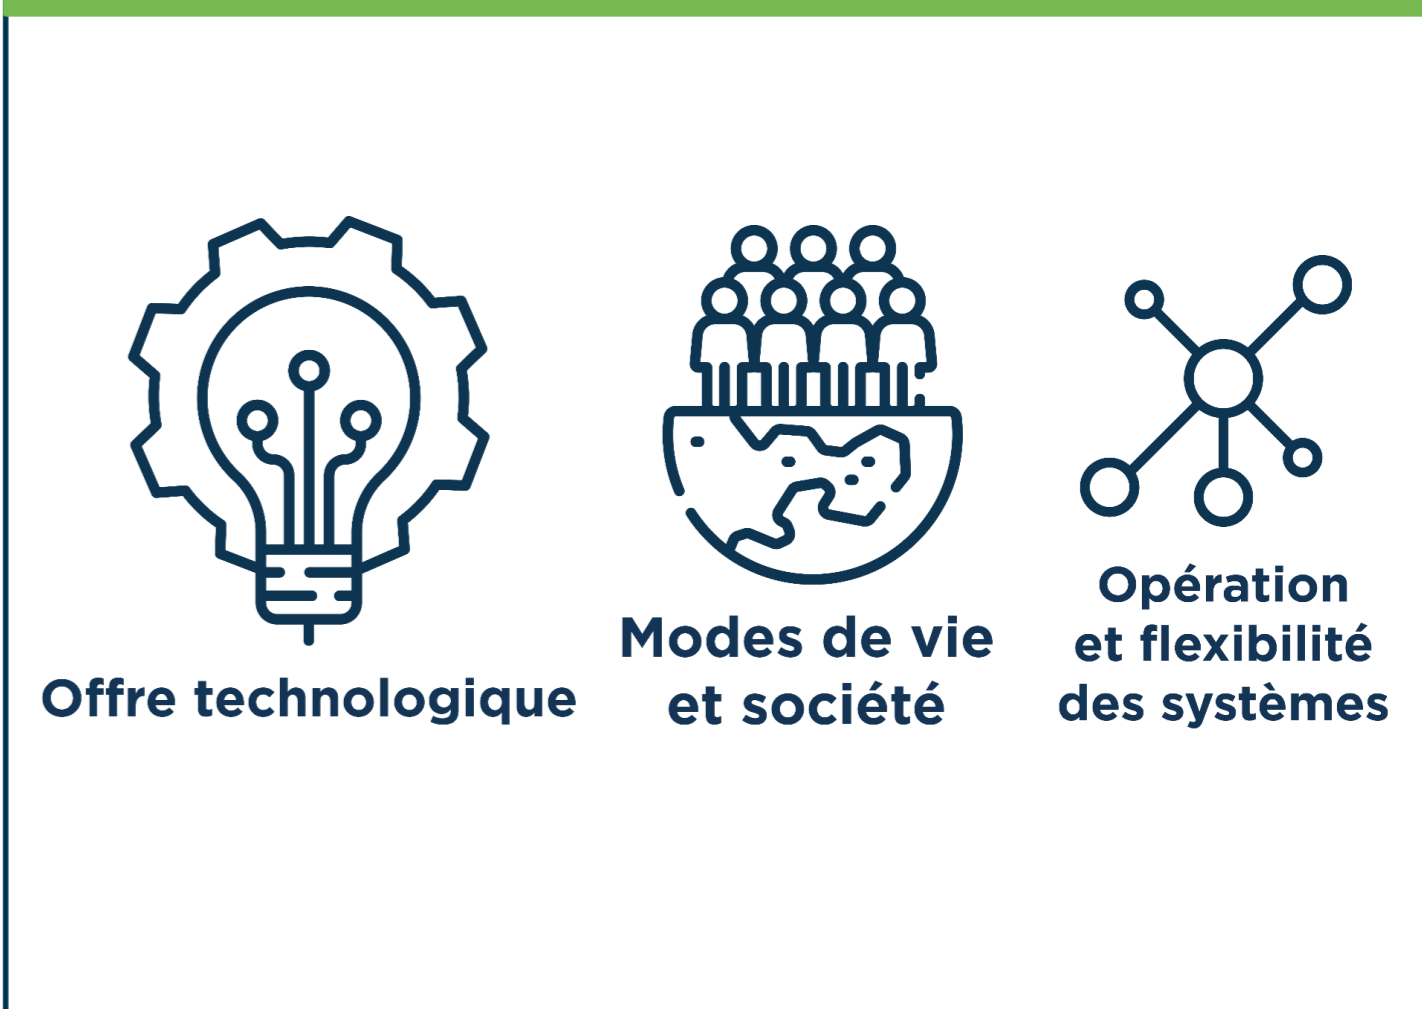 Offre technologique
Modes de vie
et société
Opération
et flexibilité
des systèmes